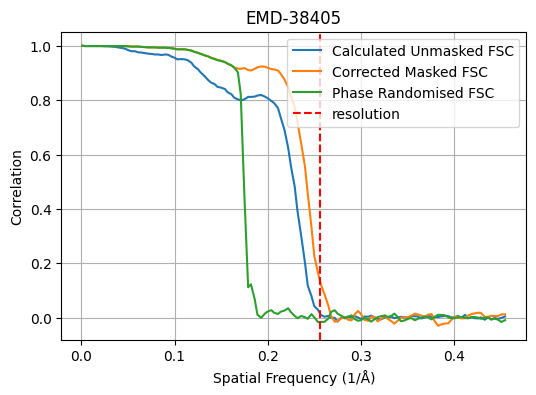 EMD-38405
Calculated Unmasked FSC
Corrected Masked FSC
Phase Randomised FSC
resolution
Correlation
1.0
0.8
0.6
0.4
0.2
0.0
0.0 0.1 0.2 0.3 0.4
Spatial Frequency (1/Å)